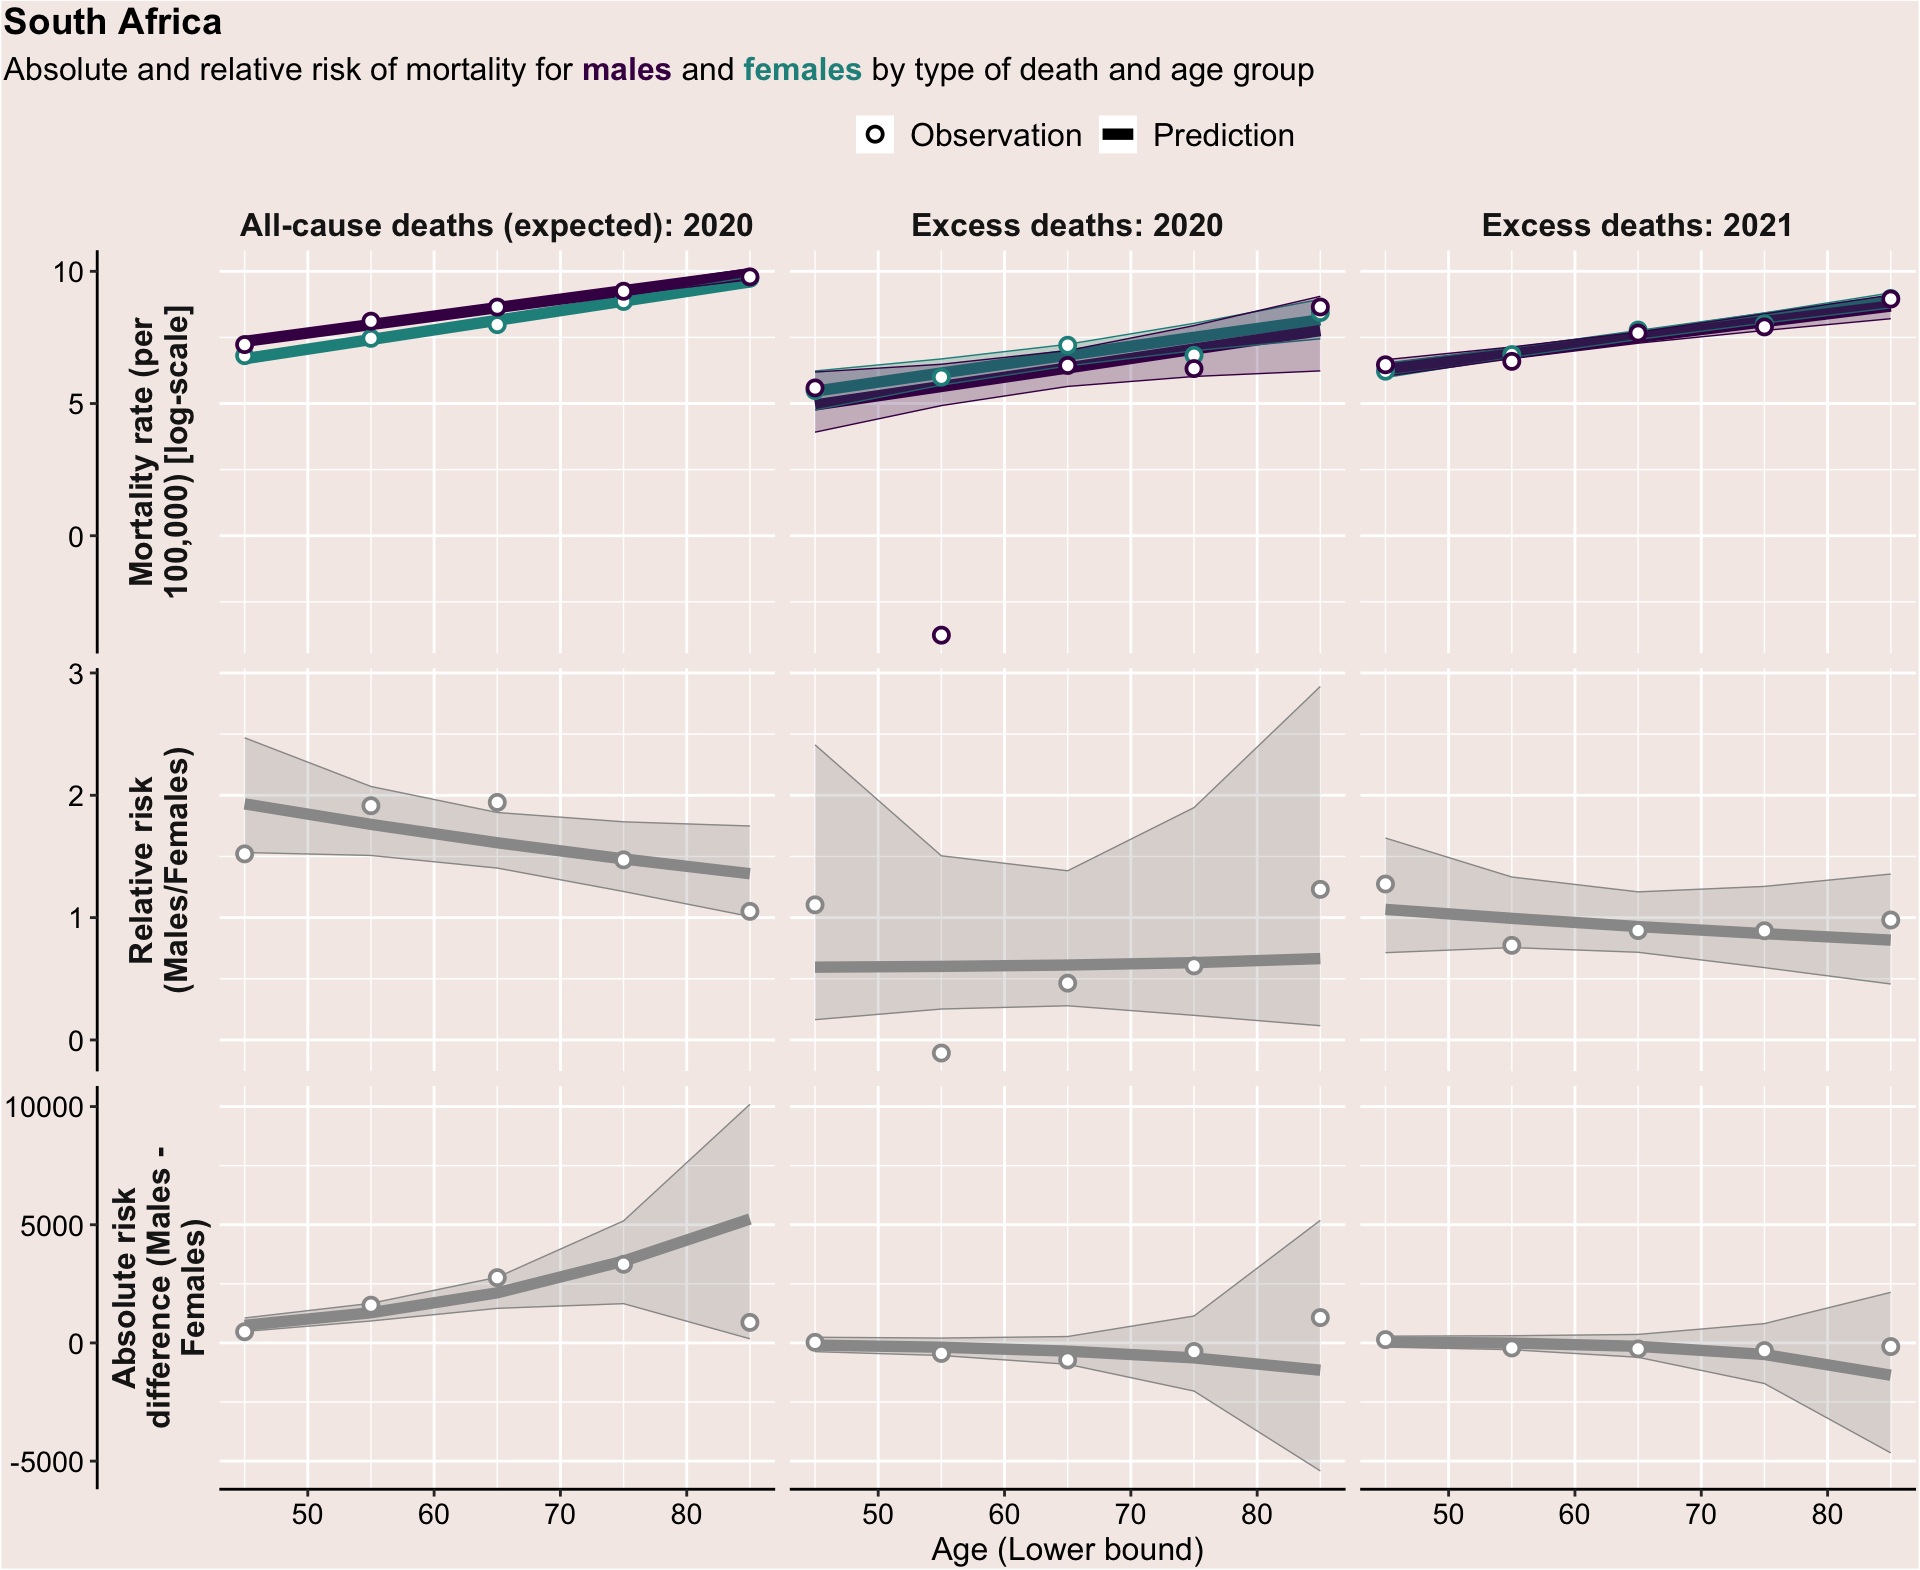 South Africa
Absolute and relative risk of mortality for males and females by type of death and age group
Observation Prediction
All-cause deaths (expected): 2020 Excess deaths: 2020 Excess deaths: 2021
Mortality rate (per
100,000) [log-scale]
10
5
0
Relative risk
(Males/Females)
3
2
1
0
Absolute risk
difference (Males -
Females)
10000
5000
0
-5000
50 60 70 80 50 60 70 80 50 60 70 80
Age (Lower bound)